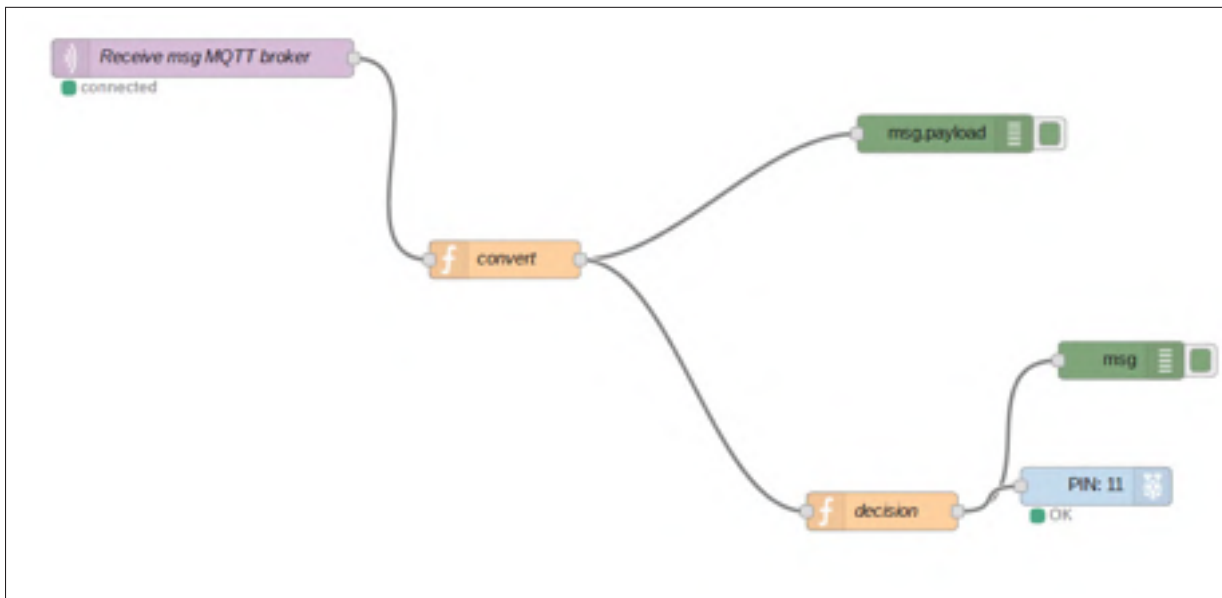 Receive msg MQTT broker
connected
msg.payload
convert
msg
PIN: 11
OK
decision